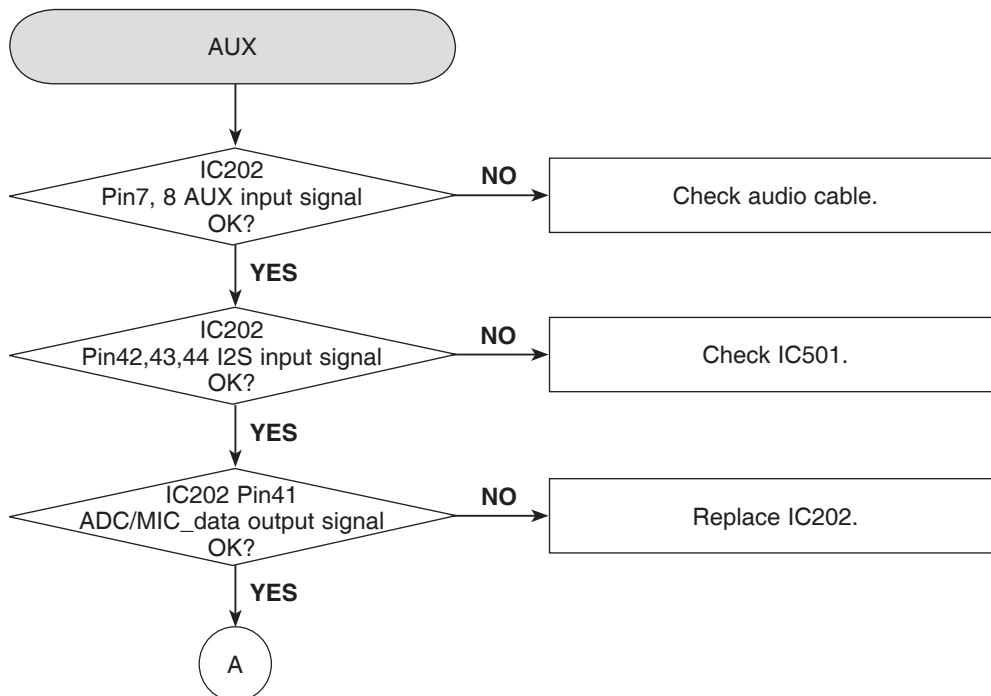 AUX
IC202
Pin7, 8 AUX input signal
OK?
NO
Check audio cable.
YES
IC202
Pin42,43,44 I2S input signal
OK?
NO
Check IC501.
YES
IC202 Pin41
ADC/MIC_data output signal
OK?
NO
Replace IC202.
YES
A